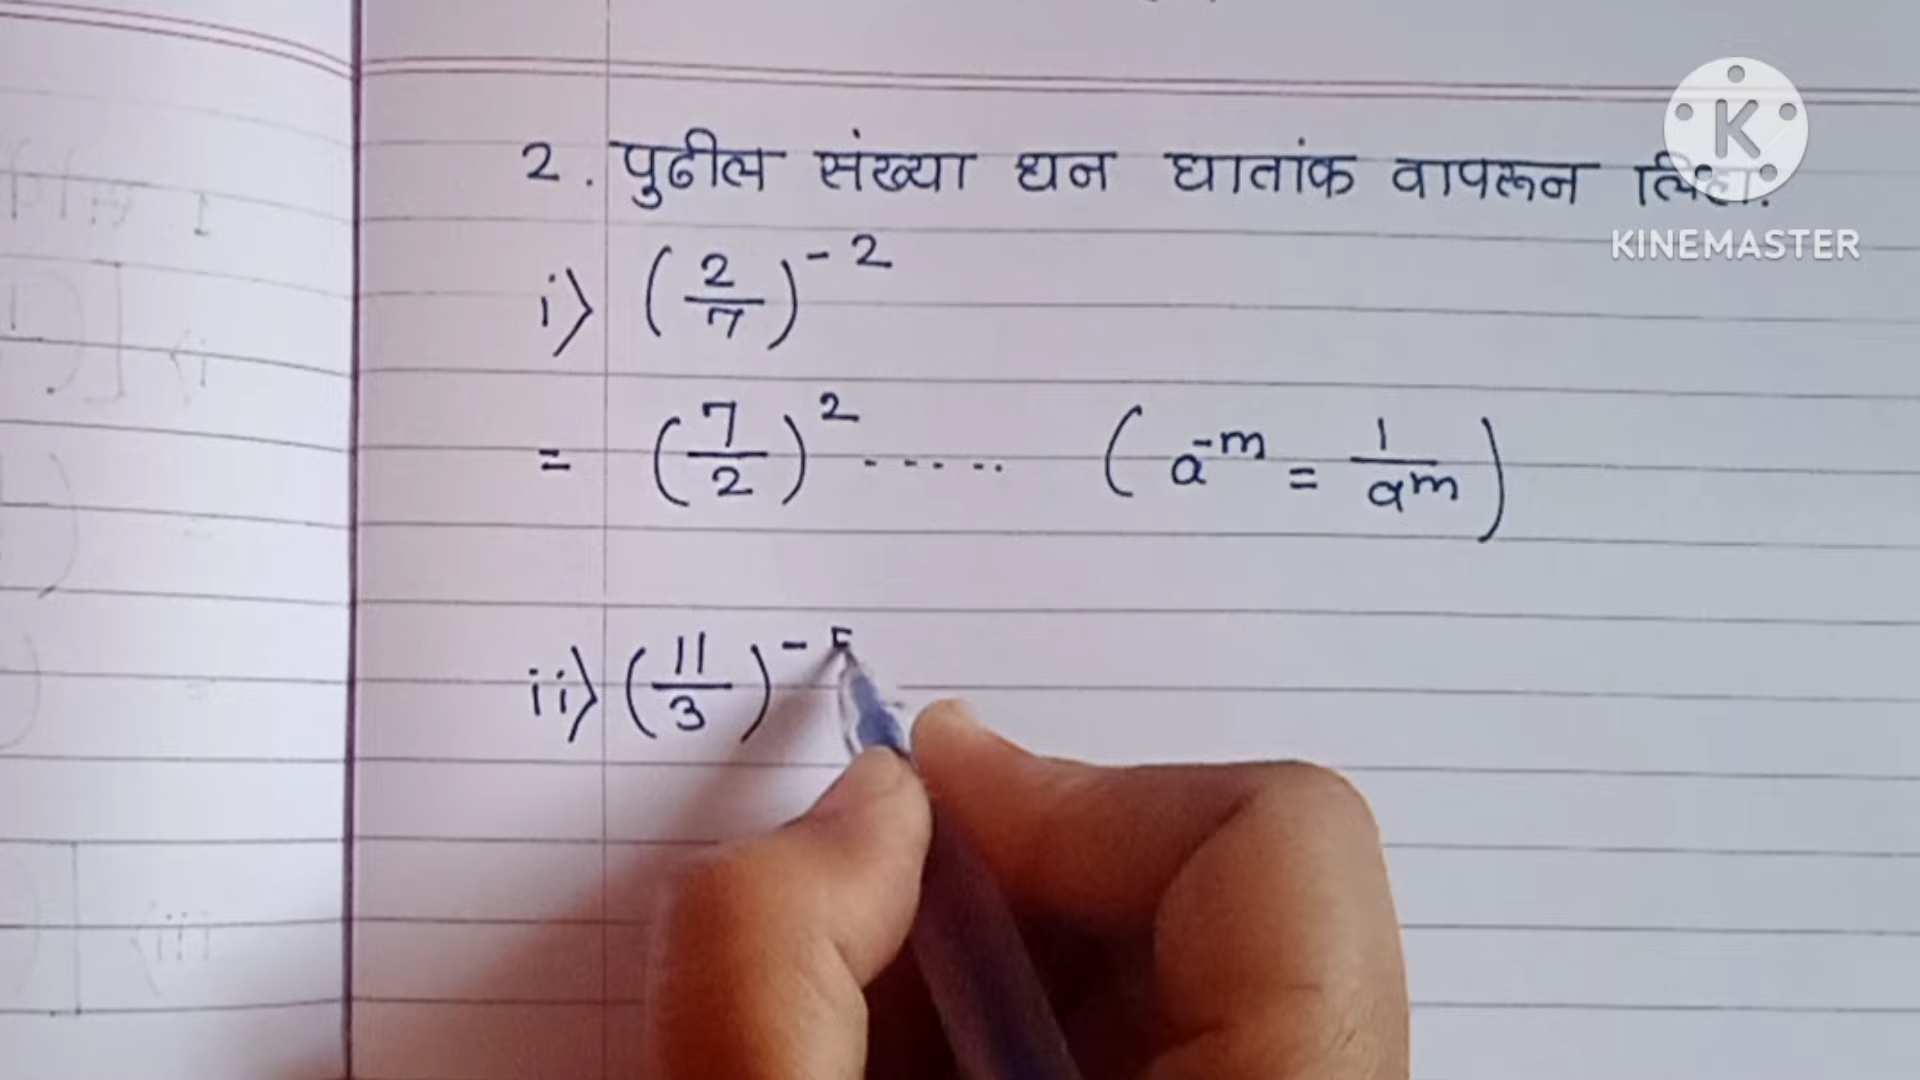 2. पुढील संख्या धन घातांक वापरून लिहा.
K
KINEMASTER
i) (2/7)^-2
= (7/2)^2 ..... (a^-m = 1/a^m)
ii) (11/3)^-5